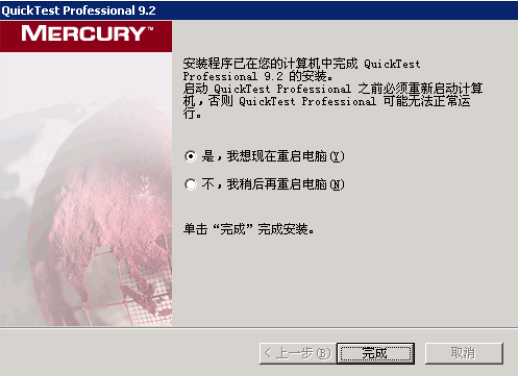 QuickTest Professional 9.2
MERCURY™
安装程序已在您的计算机中完成 QuickTest
Professional 9.2 的安装。
启动 QuickTest Professional 之前必须重新启动计算
机，否则 QuickTest Professional 可能无法正常运
行。
是，我想现在重启电脑(Y)
不，我稍后再重启电脑(N)
单击“完成”完成安装。
< 上一步(B)
完成
取消